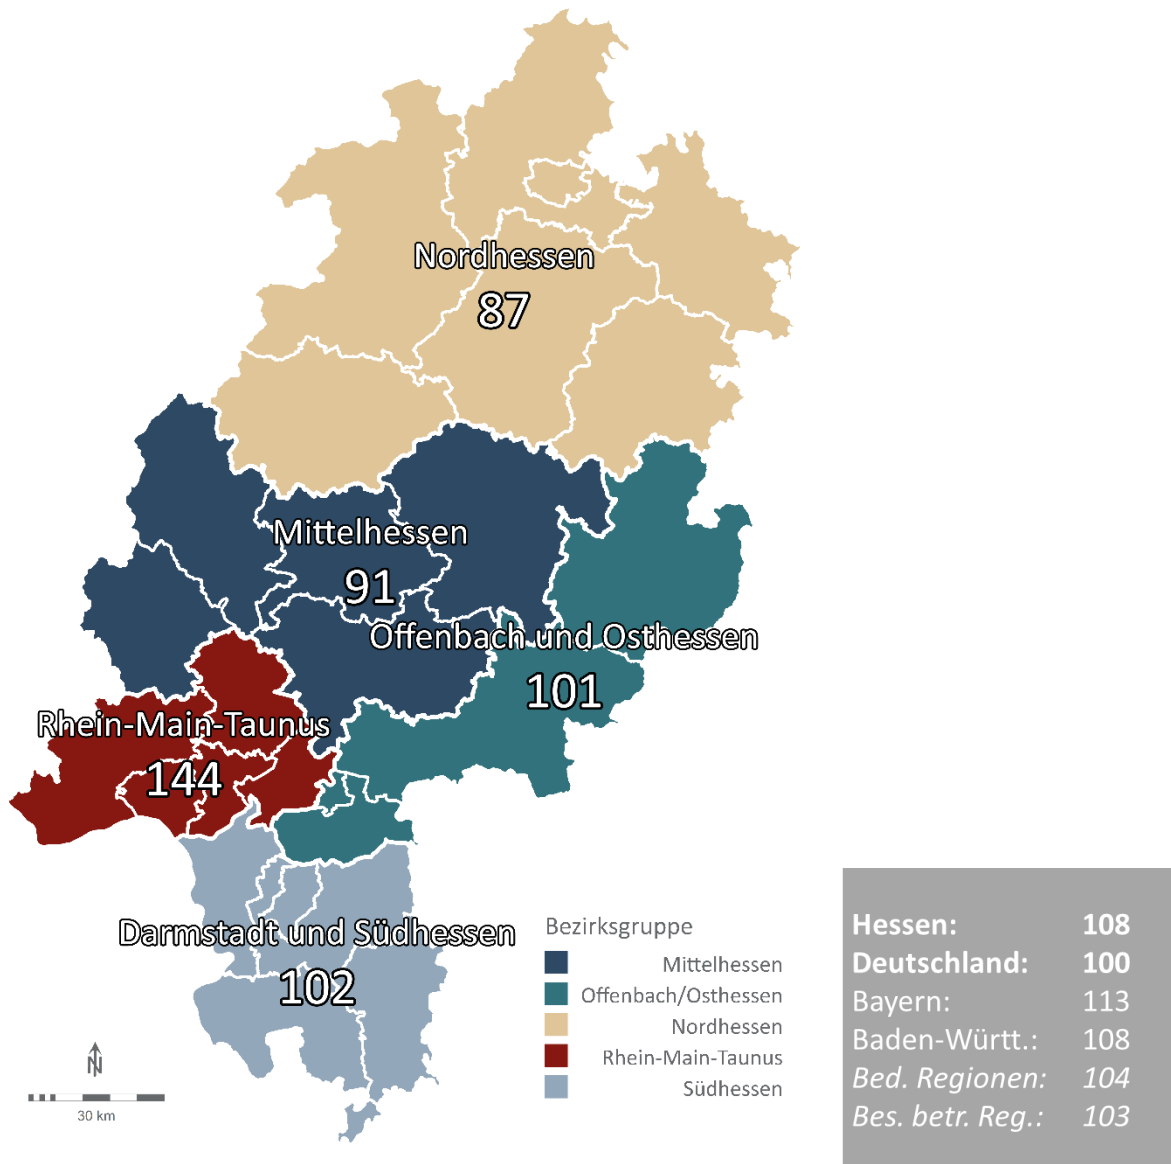 Nordhessen
87
Mittelhessen
91
Offenbach und Osthessen
101
Rhein-Main-Taunus
144
Darmstadt und Südhessen
102
Bezirksgruppe
Mittelhessen
Offenbach/Osthessen
Nordhessen
Rhein-Main-Taunus
Südhessen
N
30 km
Hessen: 108
Deutschland: 100
Bayern: 113
Baden-Württ.: 108
Bed. Regionen: 104
Bes. betr. Reg.: 103